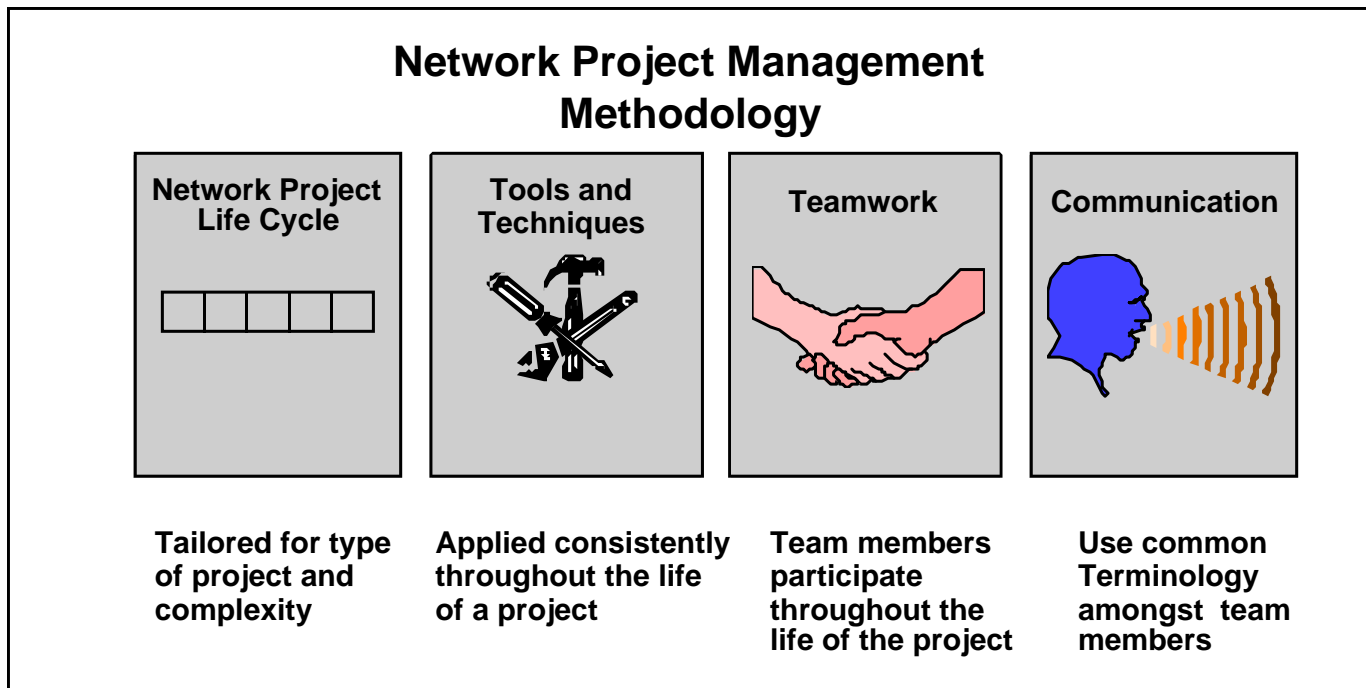 Network Project Management
Methodology
Network Project
Life Cycle
Tools and
Techniques
Teamwork
Communication
Tailored for type
of project and
complexity
Applied consistently
throughout the life
of a project
Team members
participate
throughout the
life of the project
Use common
Terminology
amongst team
members